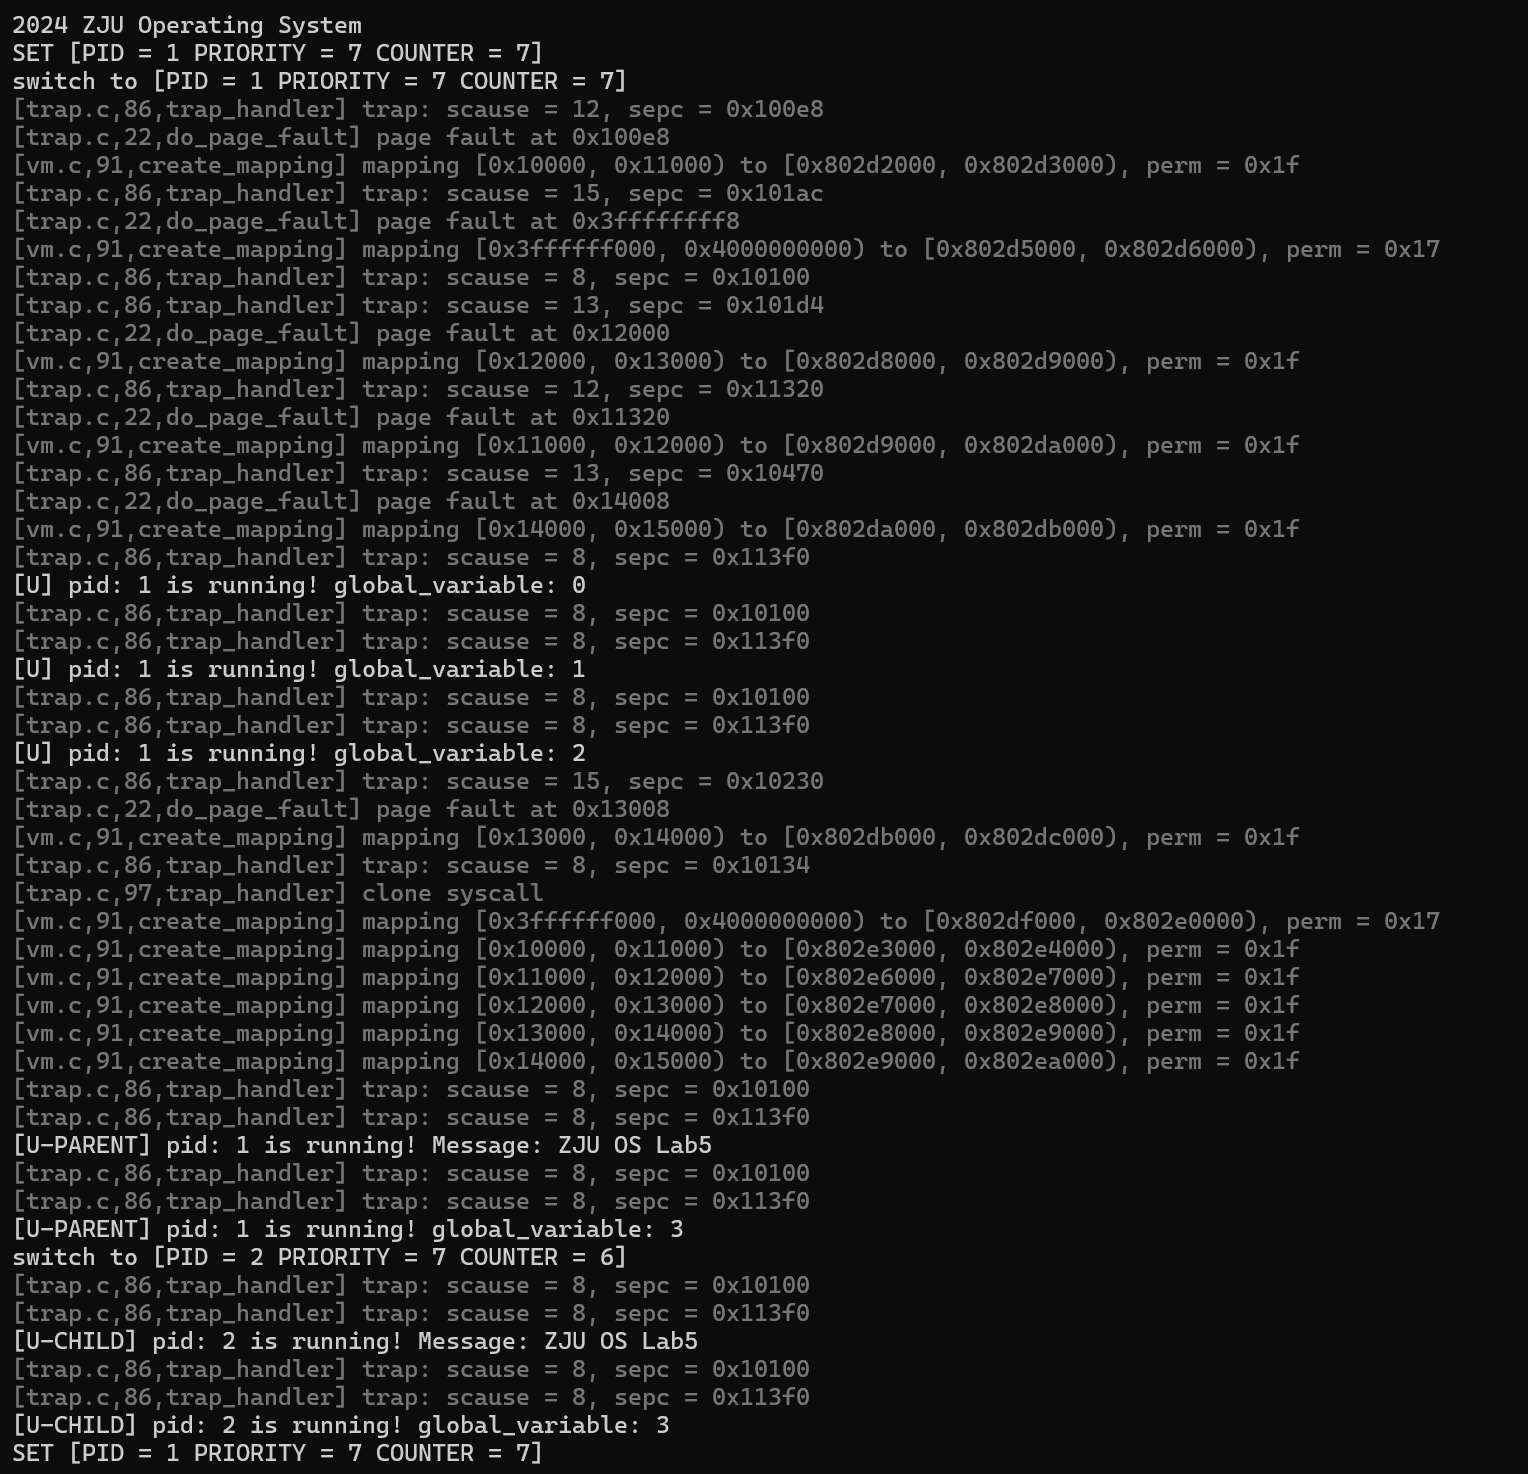 2024 ZJU Operating System
SET [PID = 1 PRIORITY = 7 COUNTER = 7]
switch to [PID = 1 PRIORITY = 7 COUNTER = 7]
[trap.c,86,trap_handler] trap: scause = 12, sepc = 0x100e8
[trap.c,22,do_page_fault] page fault at 0x100e8
[vm.c,91,create_mapping] mapping [0x10000, 0x11000) to [0x802d2000, 0x802d3000), perm = 0x1f
[trap.c,86,trap_handler] trap: scause = 15, sepc = 0x101ac
[trap.c,22,do_page_fault] page fault at 0x3ffffffff8
[vm.c,91,create_mapping] mapping [0x3ffffff000, 0x4000000000) to [0x802d5000, 0x802d6000), perm = 0x17
[trap.c,86,trap_handler] trap: scause = 8, sepc = 0x10100
[trap.c,86,trap_handler] trap: scause = 13, sepc = 0x101d4
[trap.c,22,do_page_fault] page fault at 0x12000
[vm.c,91,create_mapping] mapping [0x12000, 0x13000) to [0x802d8000, 0x802d9000), perm = 0x1f
[trap.c,86,trap_handler] trap: scause = 12, sepc = 0x11320
[trap.c,22,do_page_fault] page fault at 0x11320
[vm.c,91,create_mapping] mapping [0x11000, 0x12000) to [0x802d9000, 0x802da000), perm = 0x1f
[trap.c,86,trap_handler] trap: scause = 13, sepc = 0x10470
[trap.c,22,do_page_fault] page fault at 0x14008
[vm.c,91,create_mapping] mapping [0x14000, 0x15000) to [0x802da000, 0x802db000), perm = 0x1f
[trap.c,86,trap_handler] trap: scause = 8, sepc = 0x113f0
[U] pid: 1 is running! global_variable: 0
[trap.c,86,trap_handler] trap: scause = 8, sepc = 0x10100
[trap.c,86,trap_handler] trap: scause = 8, sepc = 0x113f0
[U] pid: 1 is running! global_variable: 1
[trap.c,86,trap_handler] trap: scause = 8, sepc = 0x10100
[trap.c,86,trap_handler] trap: scause = 8, sepc = 0x113f0
[U] pid: 1 is running! global_variable: 2
[trap.c,86,trap_handler] trap: scause = 15, sepc = 0x10230
[trap.c,22,do_page_fault] page fault at 0x13008
[vm.c,91,create_mapping] mapping [0x13000, 0x14000) to [0x802db000, 0x802dc000), perm = 0x1f
[trap.c,86,trap_handler] trap: scause = 8, sepc = 0x10134
[trap.c,97,trap_handler] clone syscall
[vm.c,91,create_mapping] mapping [0x3ffffff000, 0x4000000000) to [0x802df000, 0x802e0000), perm = 0x17
[vm.c,91,create_mapping] mapping [0x10000, 0x11000) to [0x802e3000, 0x802e4000), perm = 0x1f
[vm.c,91,create_mapping] mapping [0x11000, 0x12000) to [0x802e6000, 0x802e7000), perm = 0x1f
[vm.c,91,create_mapping] mapping [0x12000, 0x13000) to [0x802e7000, 0x802e8000), perm = 0x1f
[vm.c,91,create_mapping] mapping [0x13000, 0x14000) to [0x802e8000, 0x802e9000), perm = 0x1f
[vm.c,91,create_mapping] mapping [0x14000, 0x15000) to [0x802e9000, 0x802ea000), perm = 0x1f
[trap.c,86,trap_handler] trap: scause = 8, sepc = 0x10100
[trap.c,86,trap_handler] trap: scause = 8, sepc = 0x113f0
[U-PARENT] pid: 1 is running! Message: ZJU OS Lab5
[trap.c,86,trap_handler] trap: scause = 8, sepc = 0x10100
[trap.c,86,trap_handler] trap: scause = 8, sepc = 0x113f0
[U-PARENT] pid: 1 is running! global_variable: 3
switch to [PID = 2 PRIORITY = 7 COUNTER = 6]
[trap.c,86,trap_handler] trap: scause = 8, sepc = 0x10100
[trap.c,86,trap_handler] trap: scause = 8, sepc = 0x113f0
[U-CHILD] pid: 2 is running! Message: ZJU OS Lab5
[trap.c,86,trap_handler] trap: scause = 8, sepc = 0x10100
[trap.c,86,trap_handler] trap: scause = 8, sepc = 0x113f0
[U-CHILD] pid: 2 is running! global_variable: 3
SET [PID = 1 PRIORITY = 7 COUNTER = 7]